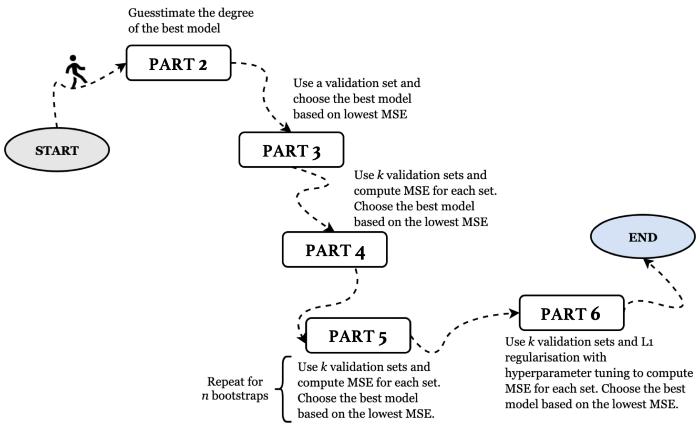 Guesstimate the degree
of the best model
PART 2
Use a validation set and
choose the best model
based on lowest MSE
START
PART 3
Use k validation sets and
compute MSE for each set.
Choose the best model
based on the lowest MSE
END
PART 4
PART 5
PART 6
Repeat for
n bootstraps
Use k validation sets and
compute MSE for each set.
Choose the best model
based on the lowest MSE.
Use k validation sets and L1
regularisation with
hyperparameter tuning to compute
MSE for each set. Choose the best
model based on the lowest MSE.